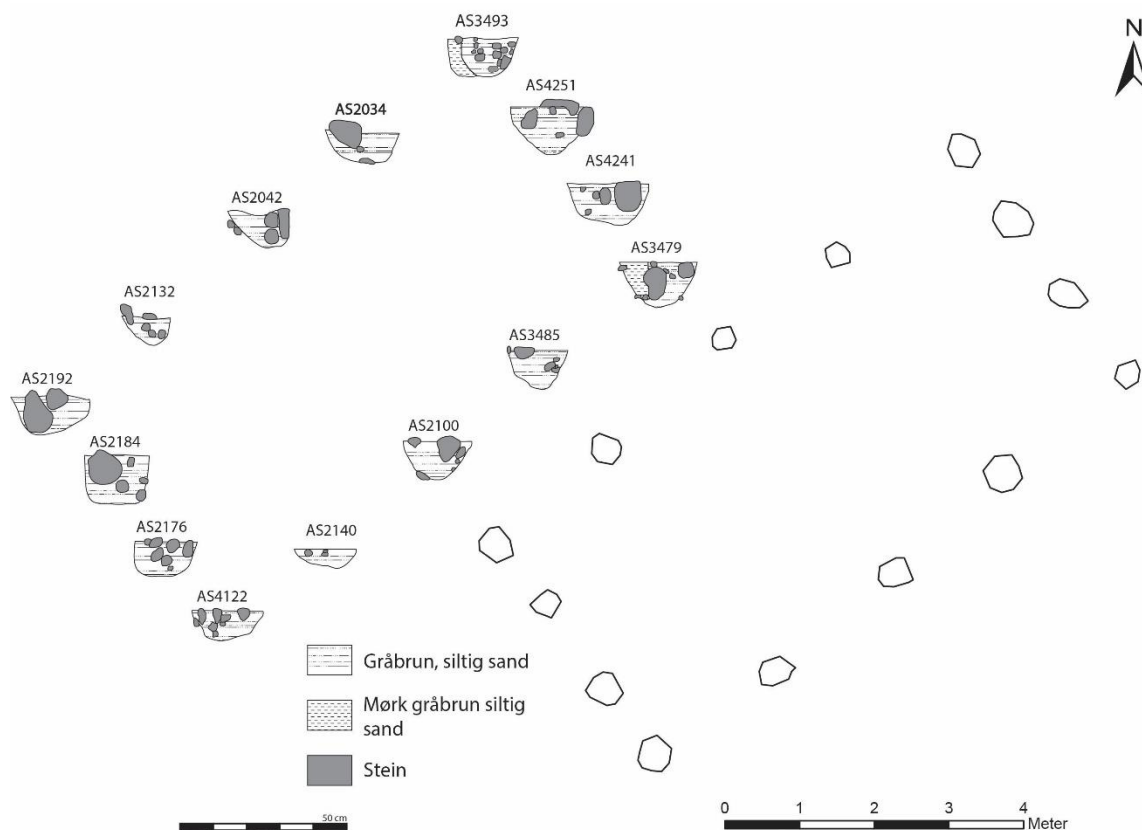 AS3493
N
AS4251
AS2034
AS4241
AS2042
AS3479
AS2132
AS3485
AS2192
AS2100
AS2184
AS2176
AS2140
AS4122
Gråbrun, siltig sand
Mørk gråbrun siltig
sand
Stein
50 cm
0 1 2 3 4
Meter